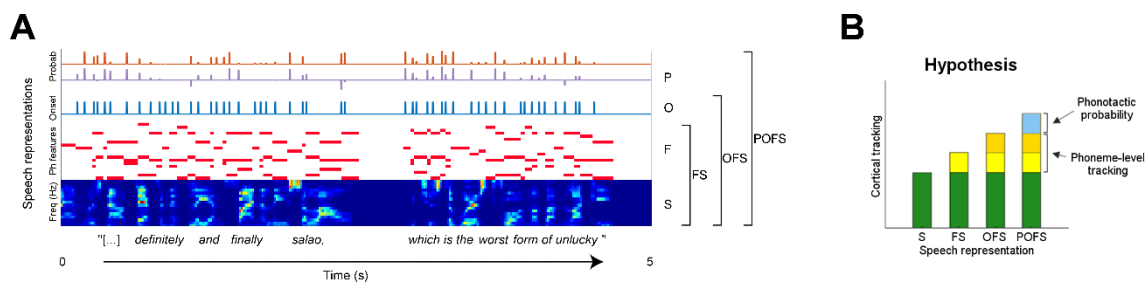 A
Speech representations
Probab
P
Onset
O
Ph features
F
Freq (Hz)
S
FS
OFS
POFS
"[...] definitely and finally salao, which is the worst form of unlucky "
0
5
Time (s)
B
Hypothesis
Cortical tracking
Phonotactic
probability
Phoneme-level
tracking
S FS OFS POFS
Speech representation